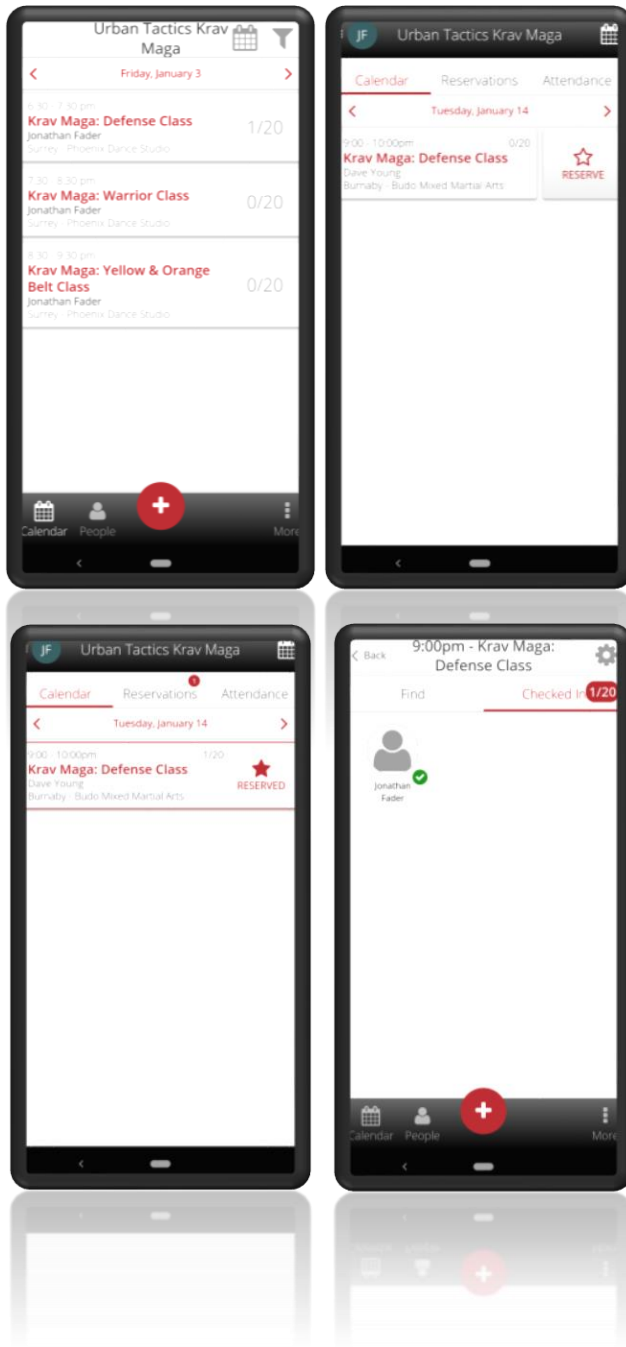 Urban Tactics Krav
Maga
Friday, January 3
6:30 - 7:30 pm
Krav Maga: Defense Class
1/20
Jonathan Fader
Surrey - Phoenix Dance Studio
7:30 - 8:30 pm
Krav Maga: Warrior Class
0/20
Jonathan Fader
Surrey - Phoenix Dance Studio
8:30 - 9:30 pm
Krav Maga: Yellow & Orange
Belt Class
0/20
Jonathan Fader
Surrey - Phoenix Dance Studio
Calendar People More
JF Urban Tactics Krav Maga
Calendar Reservations Attendance
Tuesday, January 14
9:00 - 10:00pm 0/20
Krav Maga: Defense Class
Dave Young
Burnaby - Budo Mixed Martial Arts
RESERVE
JF Urban Tactics Krav Maga
1
Calendar Reservations Attendance
Tuesday, January 14
9:00 - 10:00pm 1/20
Krav Maga: Defense Class
Dave Young
Burnaby - Budo Mixed Martial Arts
RESERVED
Back
9:00pm - Krav Maga:
Defense Class
Find Checked In 1/20
Jonathan
Fader
Calendar People More